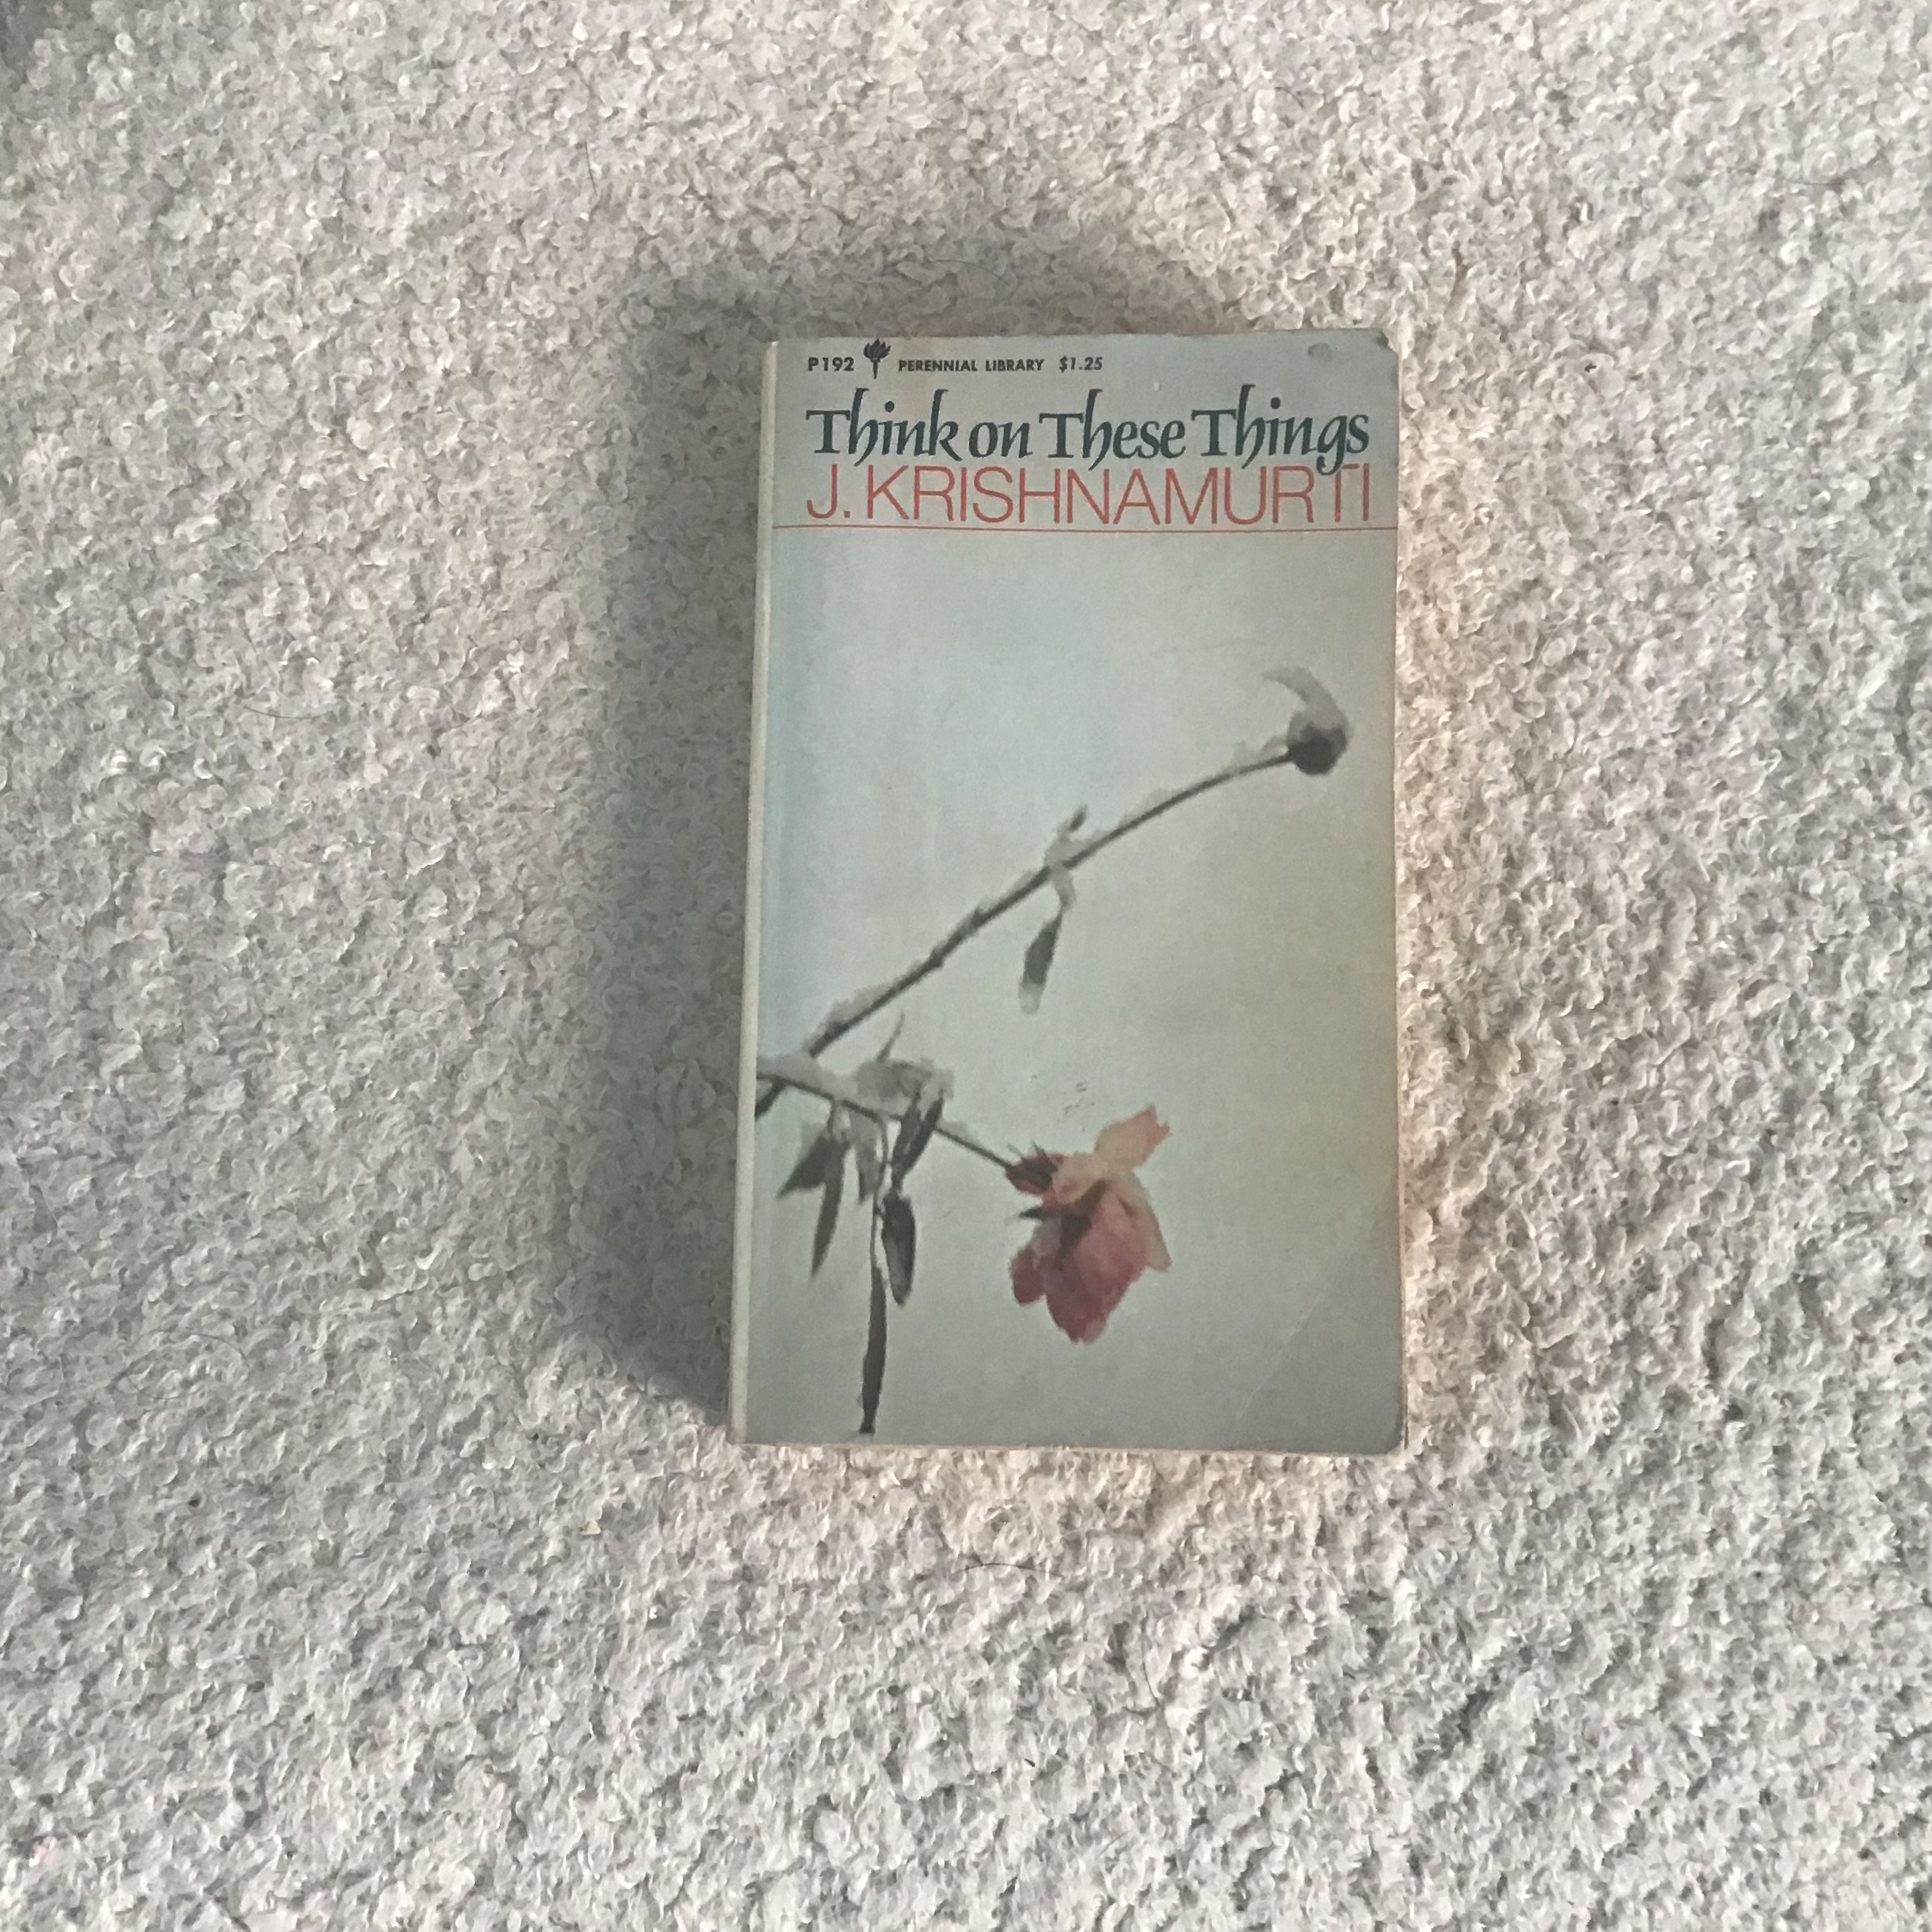 P192 PERENNIAL LIBRARY $1.25
Think on These Things
J. KRISHNAMURTI